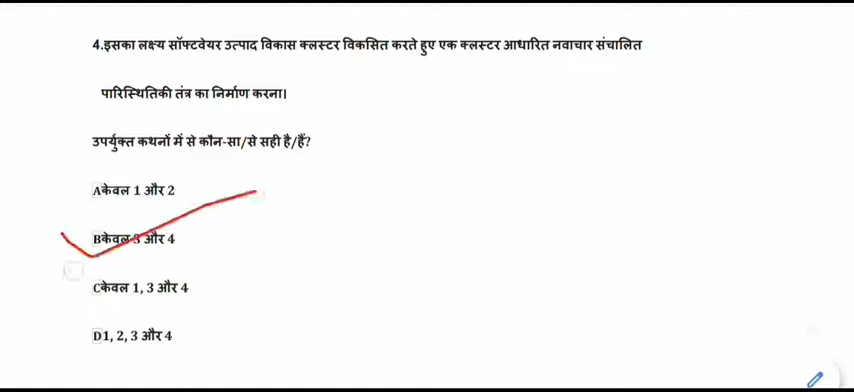 4.इसका लक्ष्य सॉफ्टवेयर उत्पाद विकास क्लस्टर विकसित करते हुए एक क्लस्टर आधारित नवाचार संचालित
पारिस्थितिकी तंत्र का निर्माण करना।
उपर्युक्त कथनों में से कौन-सा/से सही है/हैं?
Aकेवल 1 और 2
Bकेवल 3 और 4
Cकेवल 1, 3 और 4
D1, 2, 3 और 4